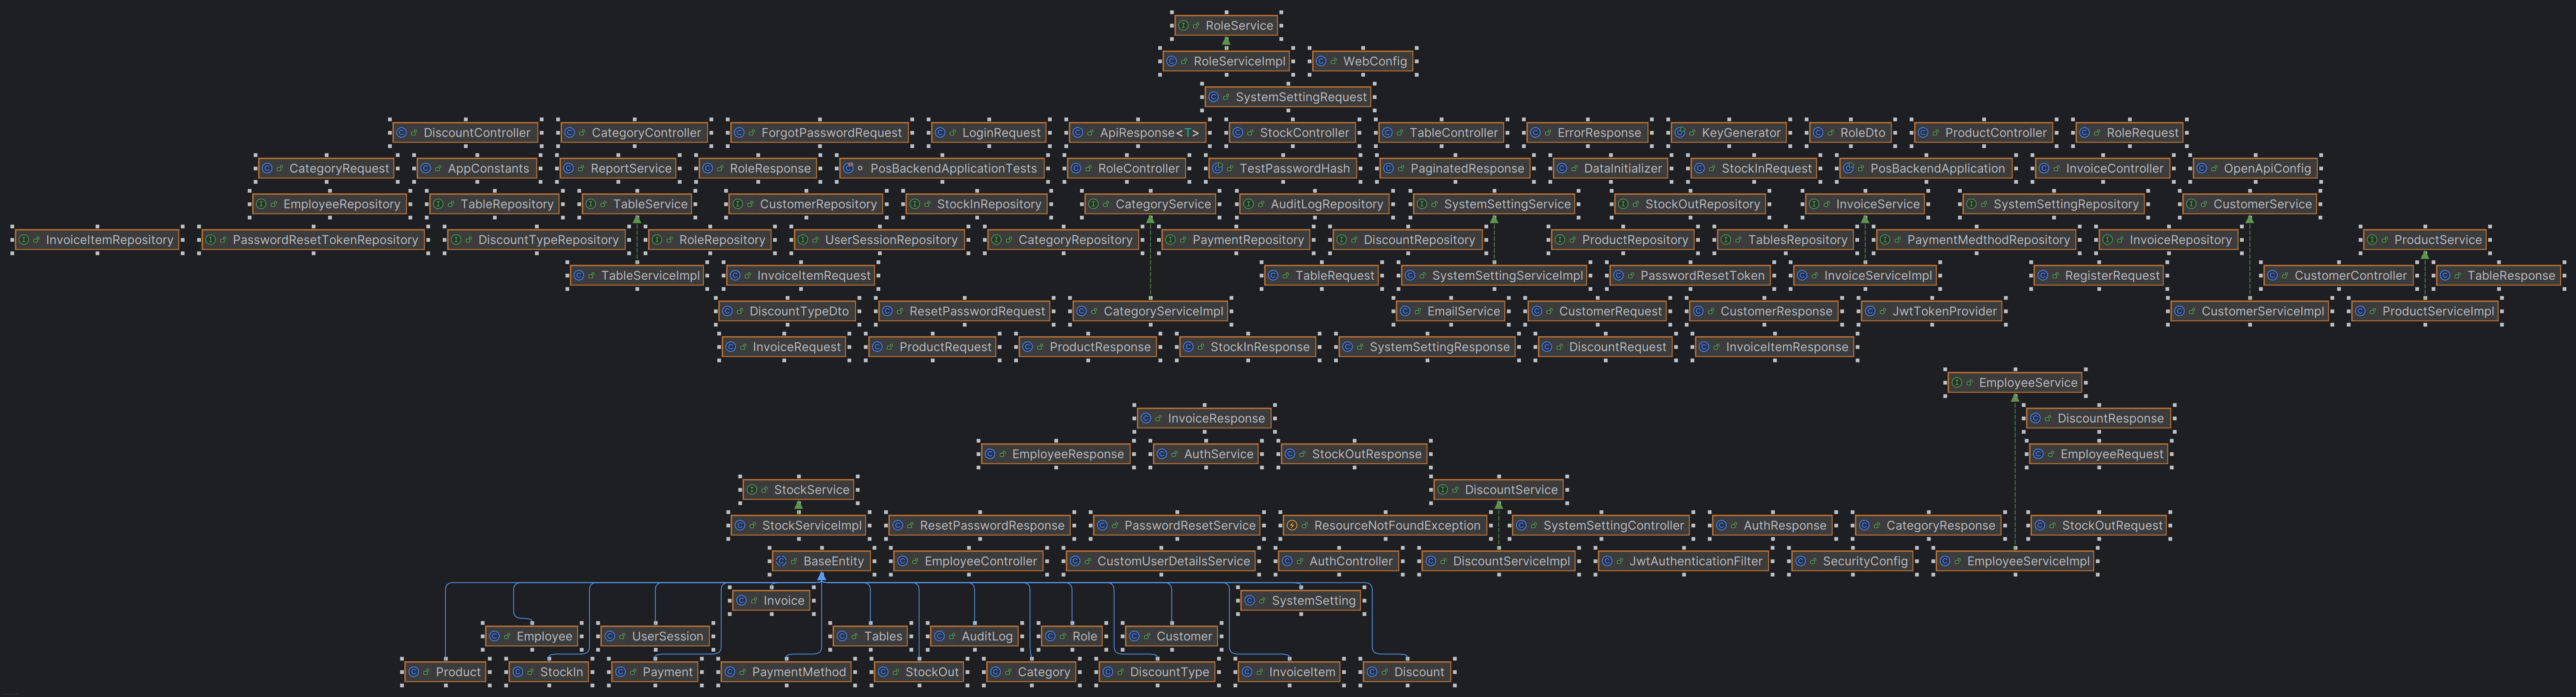 RoleService
RoleServiceImpl WebConfig
SystemSettingRequest
DiscountController CategoryController ForgotPasswordRequest LoginRequest ApiResponse<T> StockController TableController ErrorResponse KeyGenerator RoleDto ProductController RoleRequest
CategoryRequest AppConstants ReportService RoleResponse PosBackendApplicationTests RoleController TestPasswordHash PaginatedResponse DataInitializer StockInRequest PosBackendApplication InvoiceController OpenApiConfig
EmployeeRepository TableRepository TableService CustomerRepository StockInRepository CategoryService AuditLogRepository SystemSettingService StockOutRepository InvoiceService SystemSettingRepository CustomerService
InvoiceItemRepository PasswordResetTokenRepository DiscountTypeRepository RoleRepository UserSessionRepository CategoryRepository PaymentRepository DiscountRepository ProductRepository TablesRepository PaymentMedthodRepository InvoiceRepository ProductService
TableServiceImpl InvoiceItemRequest TableRequest SystemSettingServiceImpl PasswordResetToken InvoiceServiceImpl RegisterRequest CustomerController TableResponse
DiscountTypeDto ResetPasswordRequest CategoryServiceImpl EmailService CustomerRequest CustomerResponse JwtTokenProvider CustomerServiceImpl ProductServiceImpl
InvoiceRequest ProductRequest ProductResponse StockInResponse SystemSettingResponse DiscountRequest InvoiceItemResponse
EmployeeService
InvoiceResponse DiscountResponse
EmployeeResponse AuthService StockOutResponse EmployeeRequest
StockService DiscountService
StockServiceImpl ResetPasswordResponse PasswordResetService ResourceNotFoundException SystemSettingController AuthResponse CategoryResponse StockOutRequest
BaseEntity EmployeeController CustomUserDetailsService AuthController DiscountServiceImpl JwtAuthenticationFilter SecurityConfig EmployeeServiceImpl
Invoice SystemSetting
Employee UserSession Tables AuditLog Role Customer
Product StockIn Payment PaymentMethod StockOut Category DiscountType InvoiceItem Discount